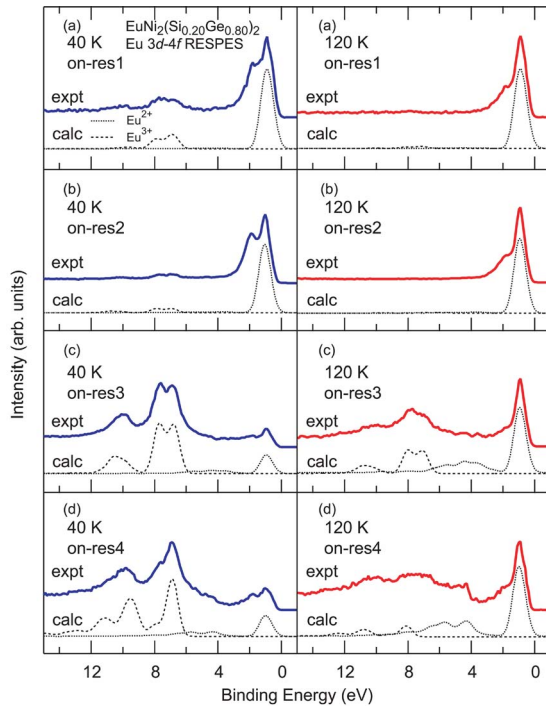 (a)
EuNi2(Si0.20Ge0.80)2
40 K
Eu 3d-4f RESPES
on-res1
expt
calc
Eu2+
Eu3+
(a)
120 K
on-res1
expt
calc
(b)
40 K
on-res2
expt
calc
(b)
120 K
on-res2
expt
calc
(c)
40 K
on-res3
expt
calc
(c)
120 K
on-res3
expt
calc
(d)
40 K
on-res4
expt
calc
(d)
120 K
on-res4
expt
calc
Intensity (arb. units)
12 8 4 0 12 8 4 0
Binding Energy (eV)